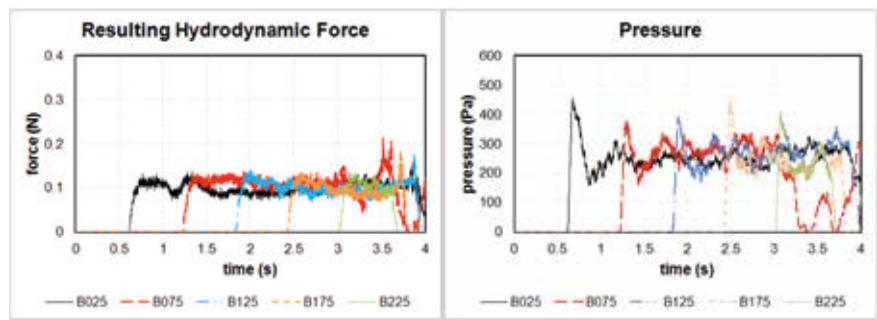 Resulting Hydrodynamic Force
0.4
0.3
0.2
0.1
0
force (N)
0 0.5 1 1.5 2 2.5 3 3.5 4
time (s)
B025 B075 B125 B175 B225
Pressure
600
500
400
300
200
100
0
pressure (Pa)
0 0.5 1 1.5 2 2.5 3 3.5 4
time (s)
B025 B075 B125 B175 B225